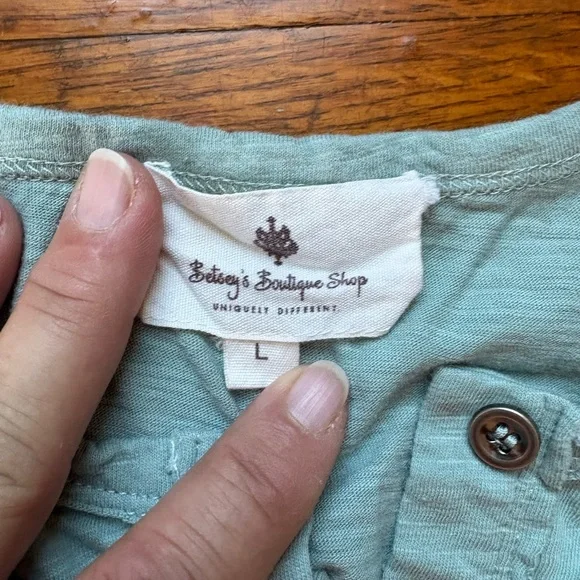 Betsey's Boutique Shop
UNIQUELY DIFFERENT.
L